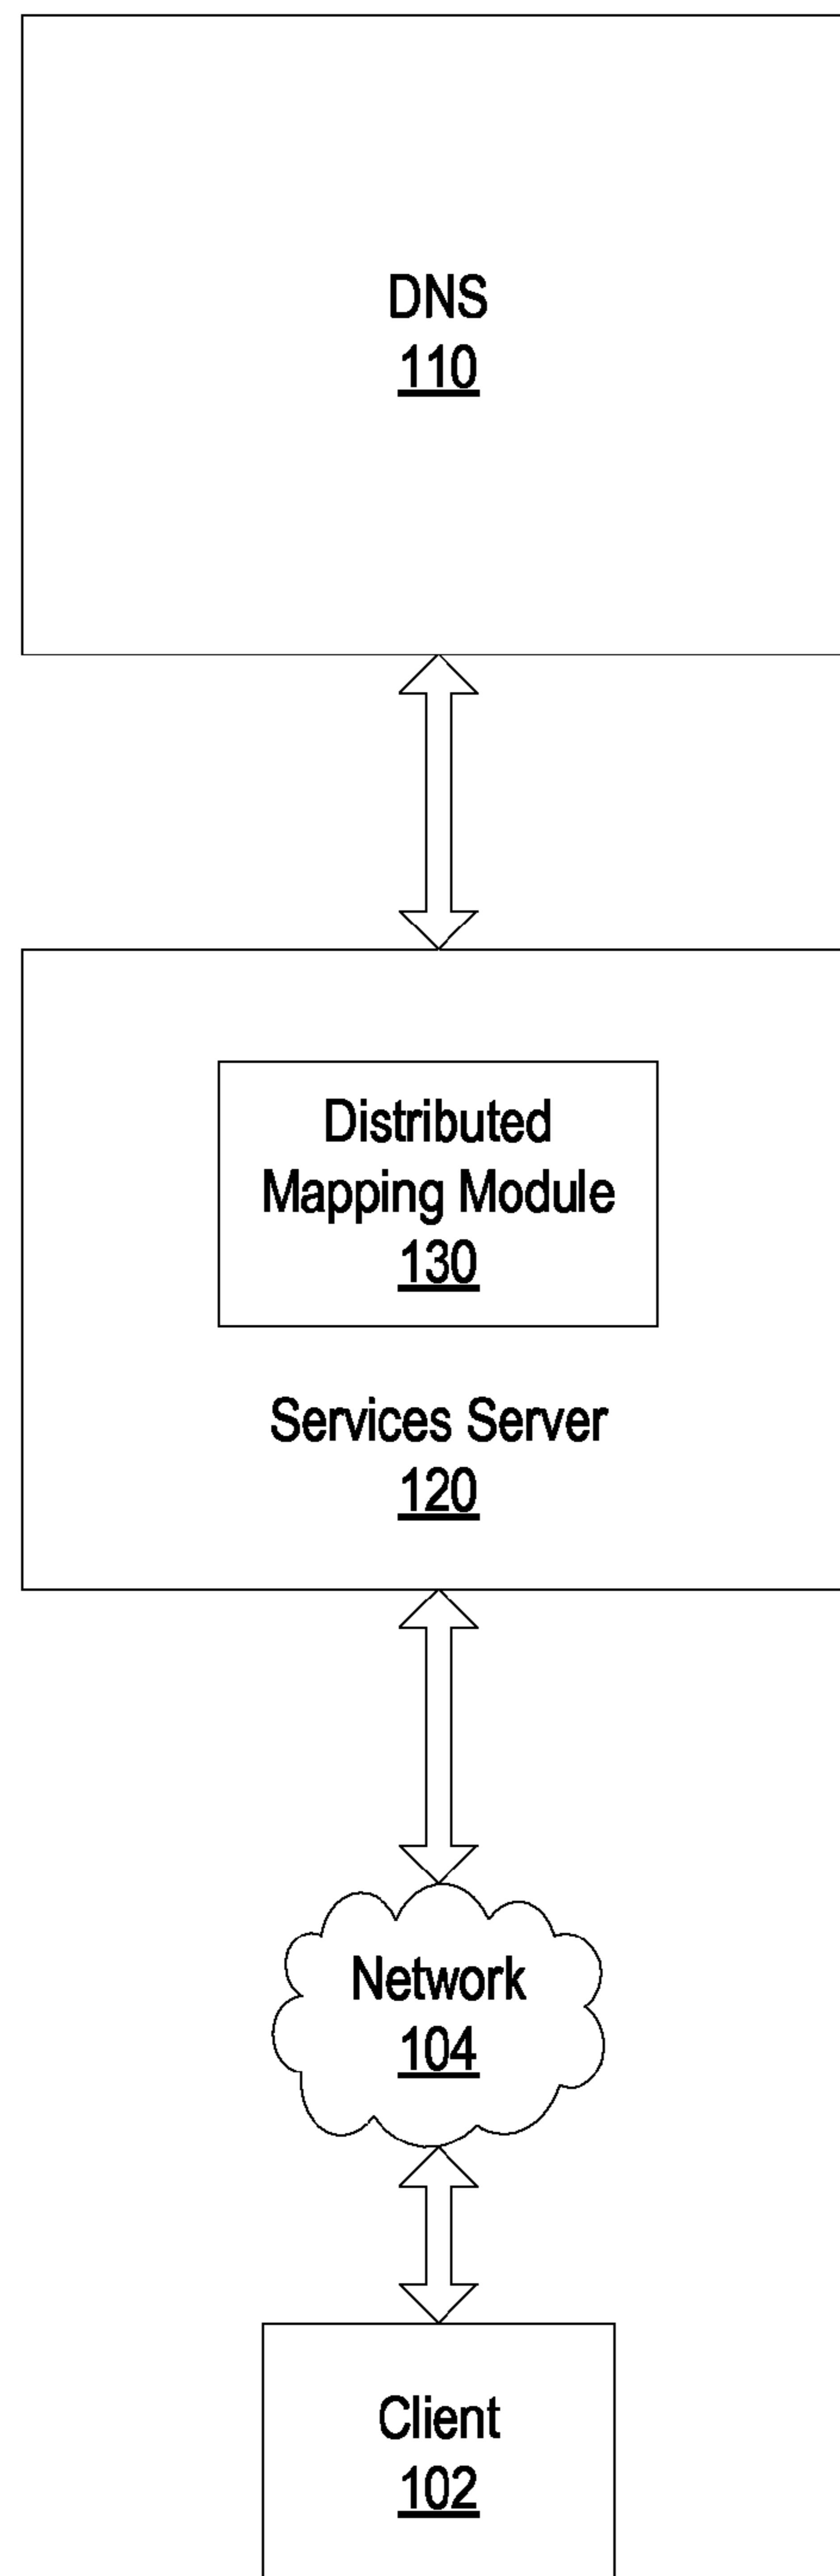 DNS
110
Distributed
Mapping Module
130
Services Server
120
Network
104
Client
102